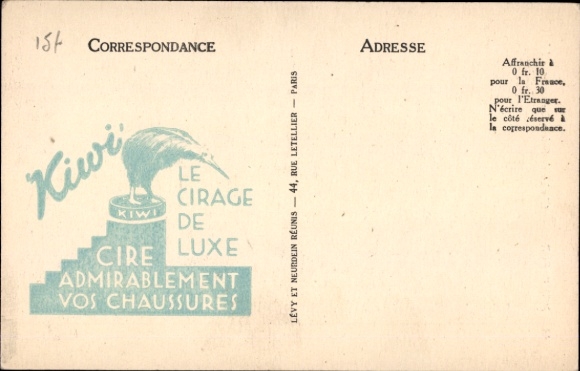 15f
CORRESPONDANCE
ADRESSE
Affranchir à
0 fr. 10
pour la France,
0 fr. 30
pour l'Etranger.
N'écrire que sur
le côté réservé à
la correspondance.
Kiwi
KIWI
LE
CIRAGE
DE
LUXE
CIRE
ADMIRABLEMENT
VOS CHAUSSURES
LÉVY ET NEURDEIN RÉUNIS — 44, RUE LETELLIER — PARIS